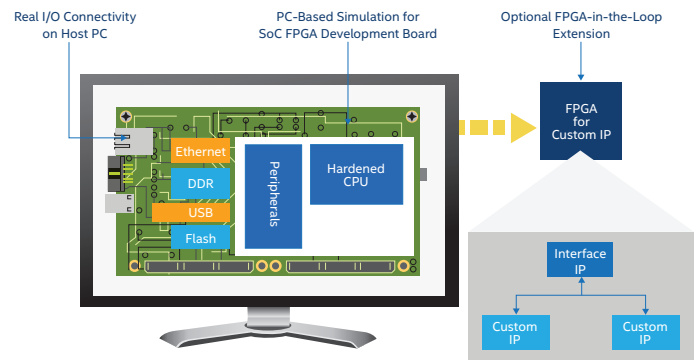 Real I/O Connectivity
on Host PC
PC-Based Simulation for
SoC FPGA Development Board
Optional FPGA-in-the-Loop
Extension
Ethernet
DDR
USB
Flash
Peripherals
Hardened
CPU
FPGA
for
Custom IP
Interface
IP
Custom
IP
Custom
IP